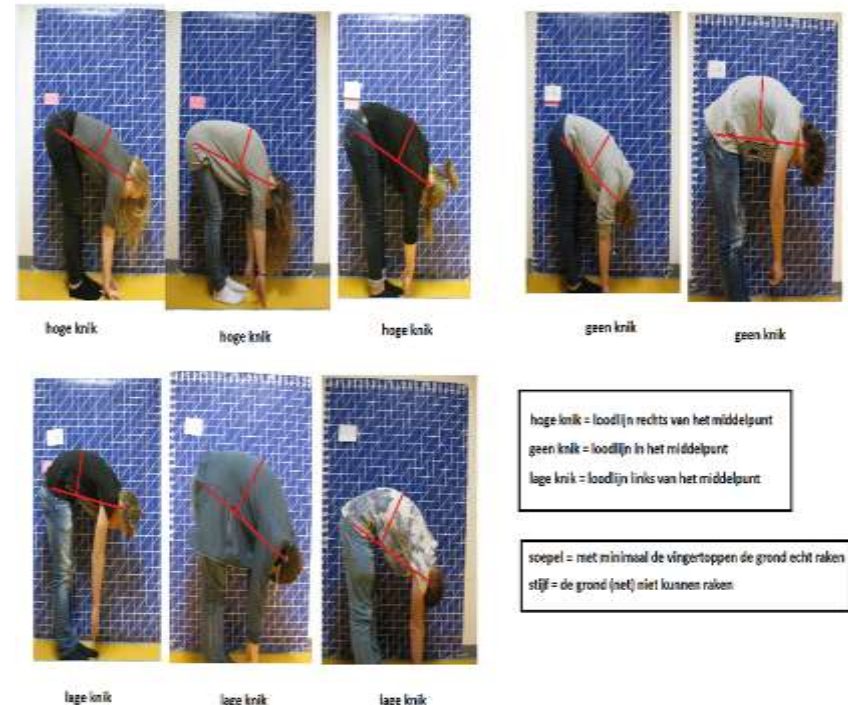 hoge knik
hoge knik
hoge knik
geen knik
geen knik
hoge knik = loodlijn rechts van het middelpunt
geen knik = loodlijn in het middelpunt
lage knik = loodlijn links van het middelpunt
soepel = met minimaal de vingertoppen de grond echt raken
stijf = de grond (net) niet kunnen raken
lage knik
lage knik
lage knik